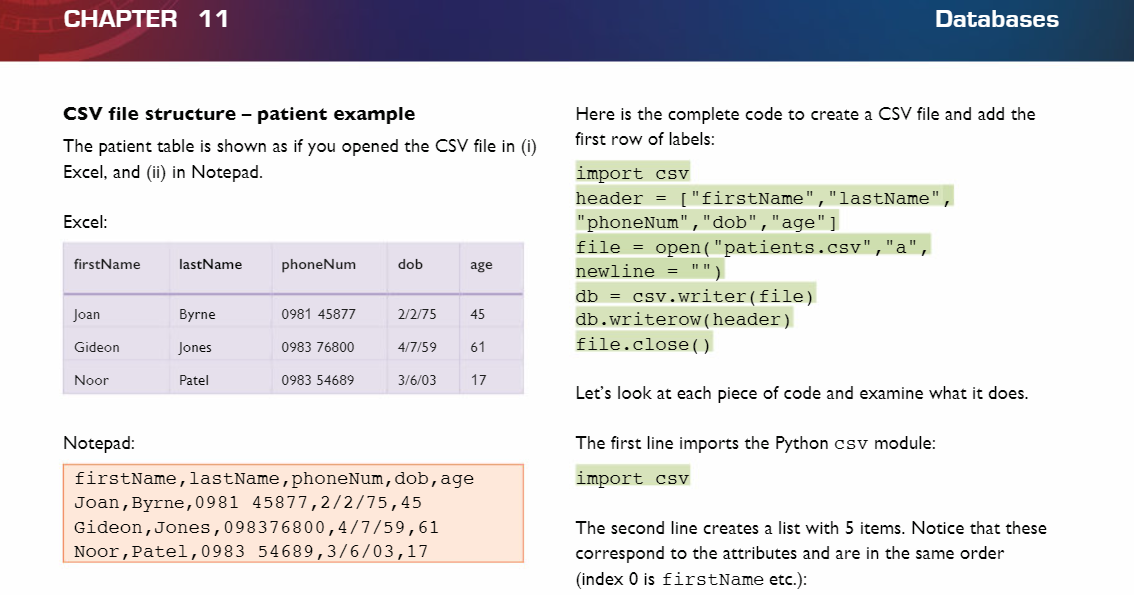 CHAPTER 11
Databases
CSV file structure – patient example
The patient table is shown as if you opened the CSV file in (i)
Excel, and (ii) in Notepad.
Excel:
firstName lastName phoneNum dob age
Joan Byrne 0981 45877 2/2/75 45
Gideon Jones 0983 76800 4/7/59 61
Noor Patel 0983 54689 3/6/03 17
Notepad:
firstName,lastName,phoneNum,dob,age
Joan,Byrne,0981 45877,2/2/75,45
Gideon,Jones,098376800,4/7/59,61
Noor,Patel,0983 54689,3/6/03,17
Here is the complete code to create a CSV file and add the
first row of labels:
import csv
header = ["firstName","lastName",
"phoneNum","dob","age"]
file = open("patients.csv","a",
newline = "")
db = csv.writer(file)
db.writerow(header)
file.close()
Let’s look at each piece of code and examine what it does.
The first line imports the Python csv module:
import csv
The second line creates a list with 5 items. Notice that these
correspond to the attributes and are in the same order
(index 0 is firstName etc.):